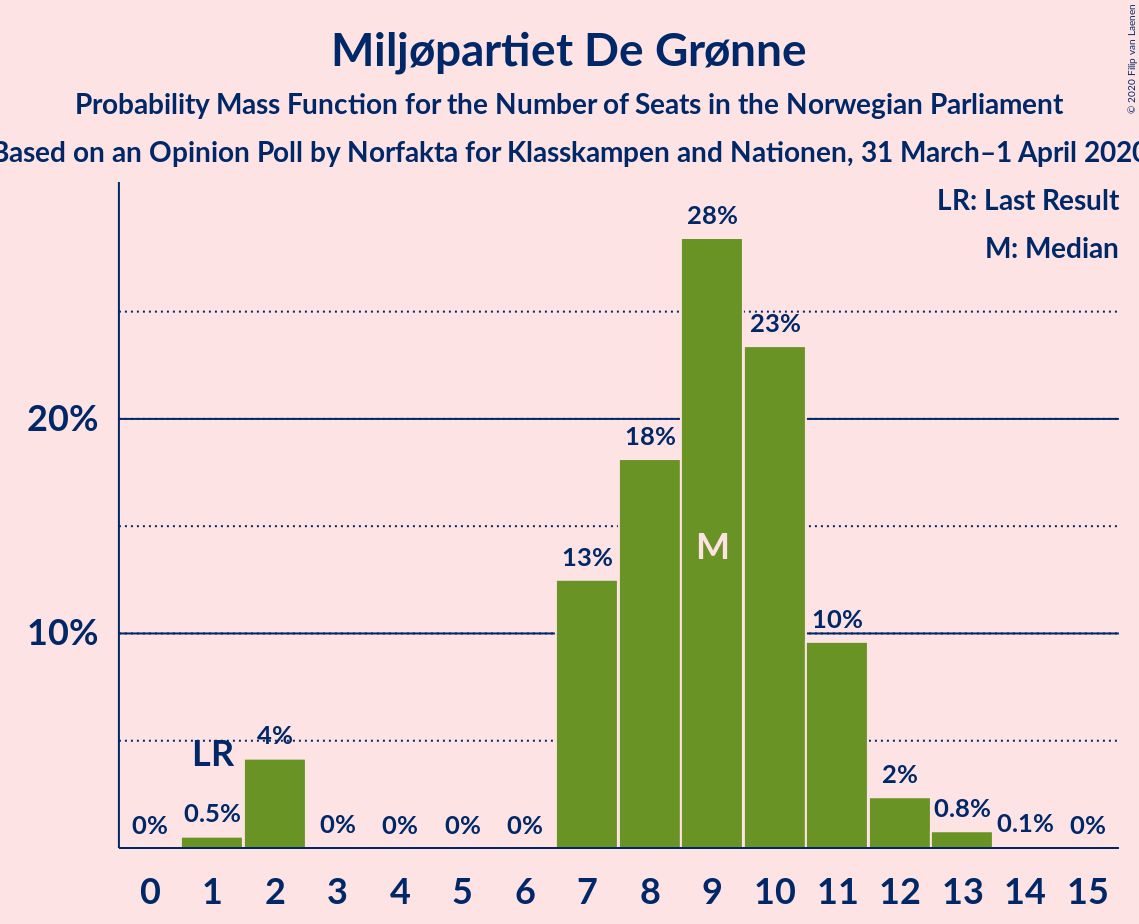 Miljøpartiet De Grønne
Probability Mass Function for the Number of Seats in the Norwegian Parliament
Based on an Opinion Poll by Norfakta for Klasskampen and Nationen, 31 March–1 April 2020
© 2020 Filip van Laenen
LR: Last Result
M: Median
28%
23%
20%
18%
M
13%
10%
10%
LR
4%
2%
0%
0.5%
0%
0%
0%
0%
0.8%
0.1%
0%
0 1 2 3 4 5 6 7 8 9 10 11 12 13 14 15